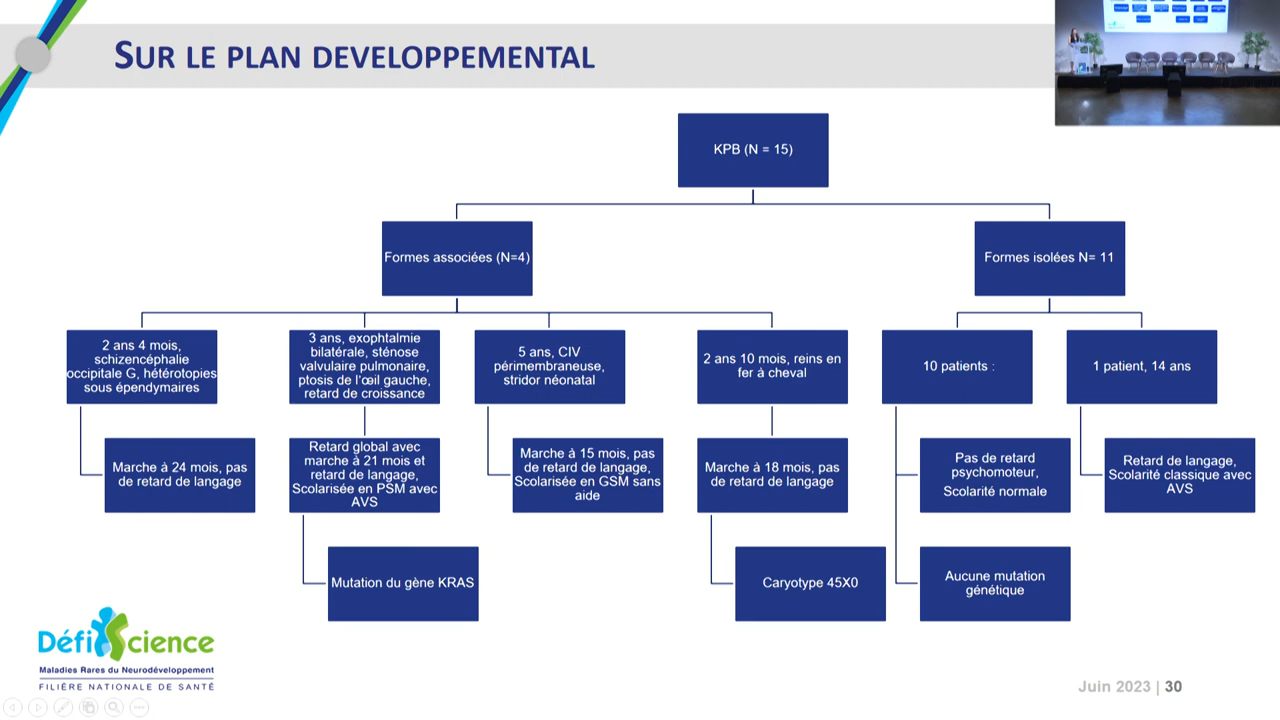 SUR LE PLAN DEVELOPPEMENTAL
KPB (N = 15)
Formes associées (N=4)
Formes isolées N= 11
2 ans 4 mois,
schizencéphalie
occipitale G, hétérotopies
sous épendymaires
3 ans, exophtalmie
bilatérale, sténose
valvulaire pulmonaire,
ptosis de l'œil gauche,
retard de croissance
5 ans, CIV
périmembraneuse,
stridor néonatal
2 ans 10 mois, reins en
fer à cheval
10 patients :
1 patient, 14 ans
Marche à 24 mois, pas
de retard de langage
Retard global avec
marche à 21 mois et
retard de langage,
Scolarisée en PSM avec
AVS
Marche à 15 mois, pas
de retard de langage,
Scolarisée en GSM sans
aide
Marche à 18 mois, pas
de retard de langage
Pas de retard
psychomoteur,
Scolarité normale
Retard de langage,
Scolarité classique avec
AVS
Mutation du gène KRAS
Caryotype 45X0
Aucune mutation
génétique
DéfiScience
Maladies Rares du Neurodéveloppement
FILIÈRE NATIONALE DE SANTÉ
Juin 2023 | 30